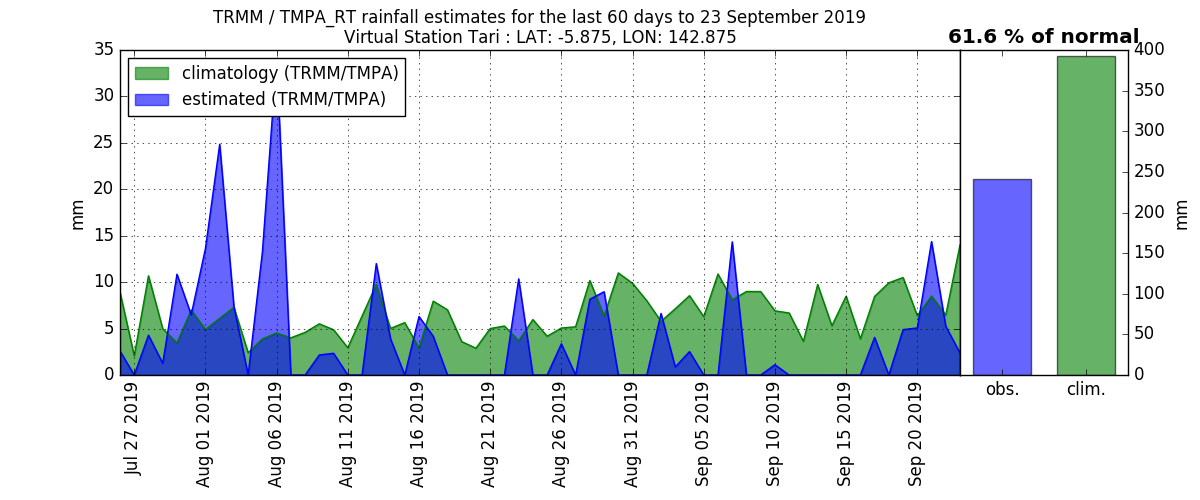 TRMM / TMPA_RT rainfall estimates for the last 60 days to 23 September 2019
Virtual Station Tari : LAT: -5.875, LON: 142.875
61.6 % of normal
climatology (TRMM/TMPA)
estimated (TRMM/TMPA)
35
30
25
20
15
10
5
0
mm
Jul 27 2019
Aug 01 2019
Aug 06 2019
Aug 11 2019
Aug 16 2019
Aug 21 2019
Aug 26 2019
Aug 31 2019
Sep 05 2019
Sep 10 2019
Sep 15 2019
Sep 20 2019
400
350
300
250
200
150
100
50
0
mm
obs.
clim.